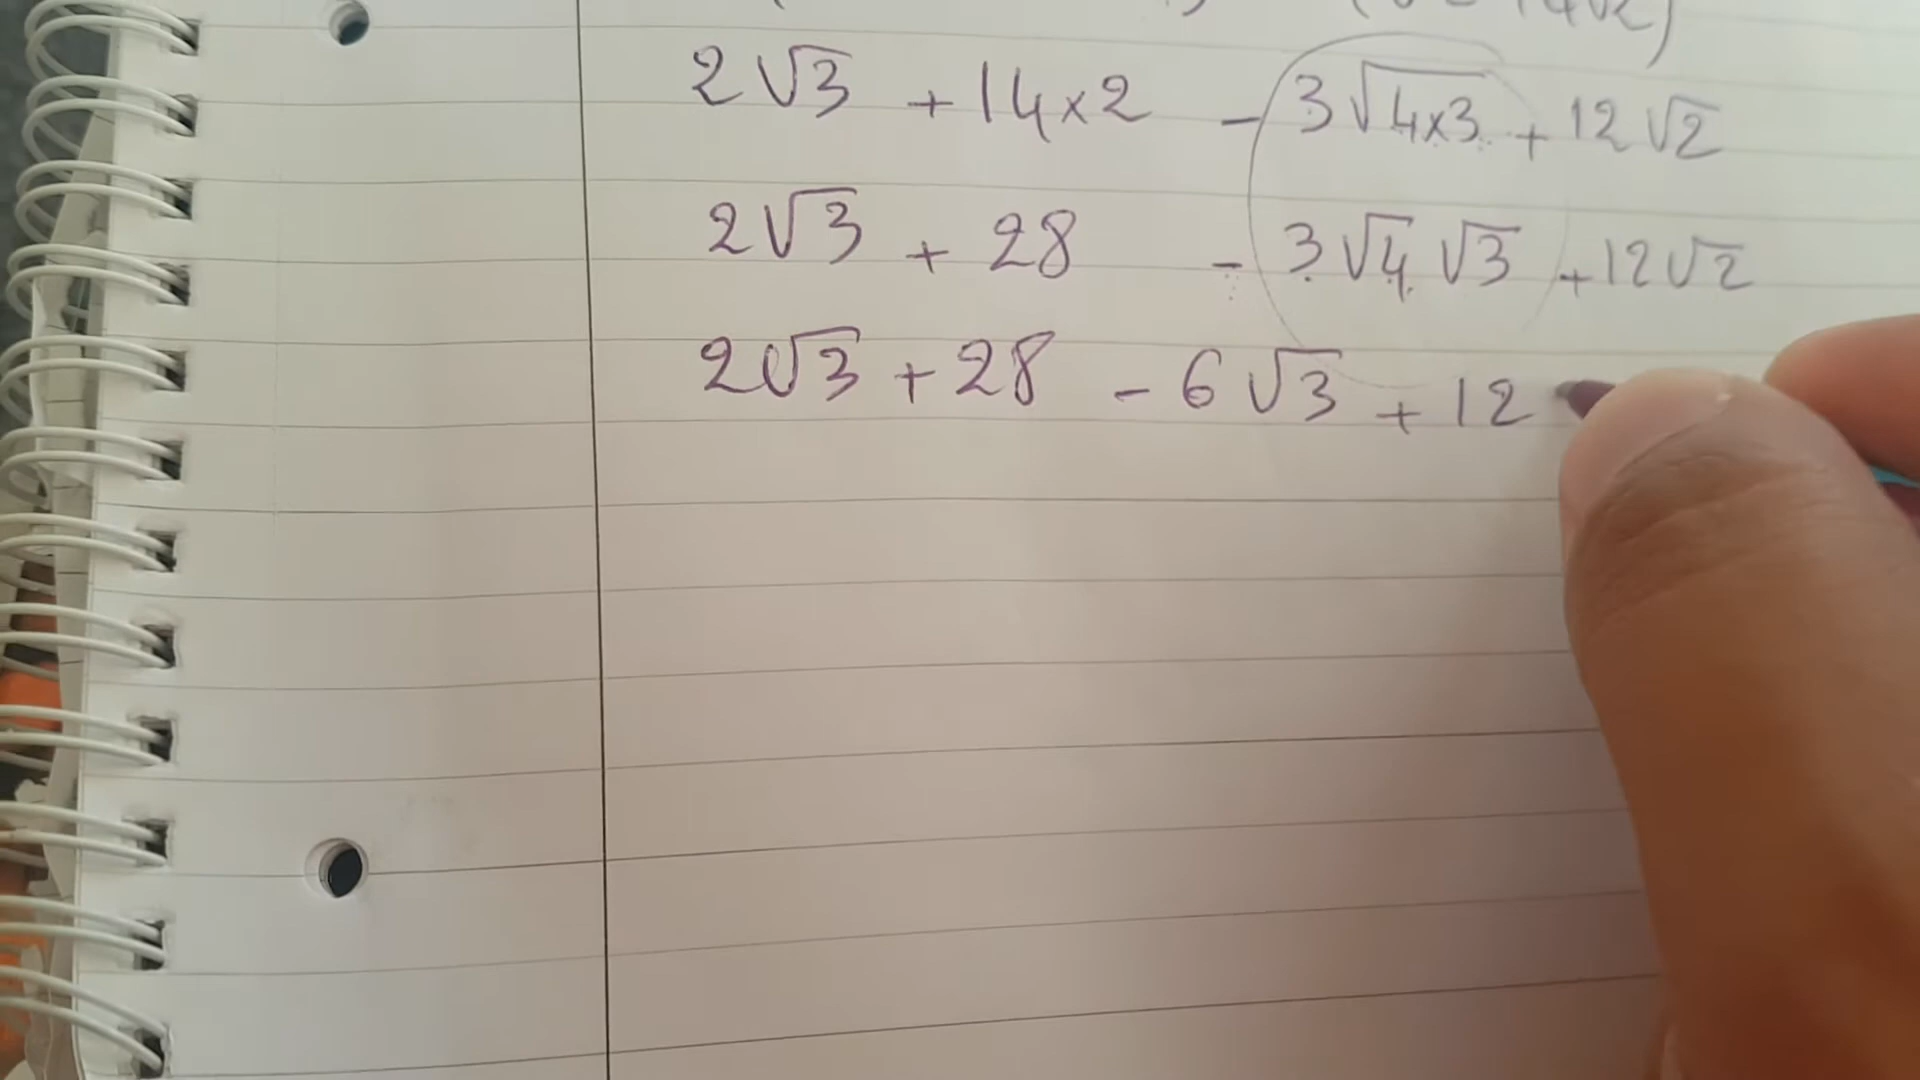 2√3 + 14×2 - 3√4×3 + 12√2
2√3 + 28 - 3√4 √3 + 12√2
2√3 + 28 - 6√3 + 12